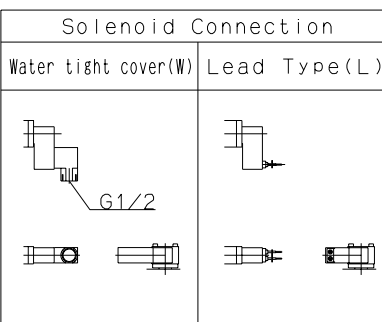 Solenoid Connection
Water tight cover(W)
Lead Type(L)
G1/2